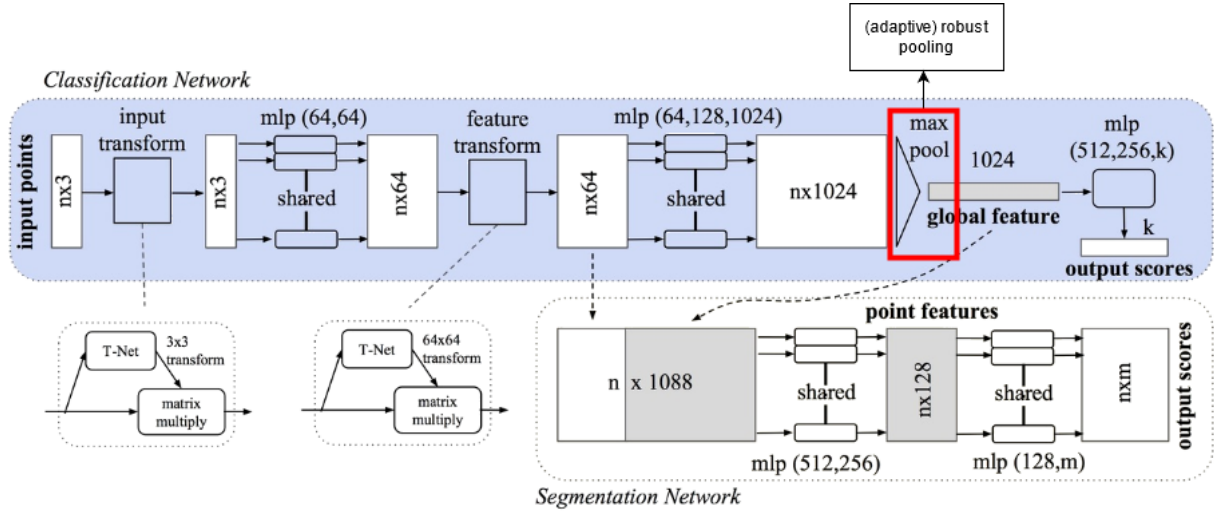 (adaptive) robust
pooling
Classification Network
input points
nx3
input
transform
nx3
mlp (64,64)
shared
nx64
feature
transform
nx64
mlp (64,128,1024)
shared
nx1024
max
pool
1024
global feature
mlp
(512,256,k)
k
output scores
T-Net
3x3
transform
matrix
multiply
T-Net
64x64
transform
matrix
multiply
point features
n x 1088
shared
mlp (512,256)
nx128
shared
mlp (128,m)
nxm
output scores
Segmentation Network